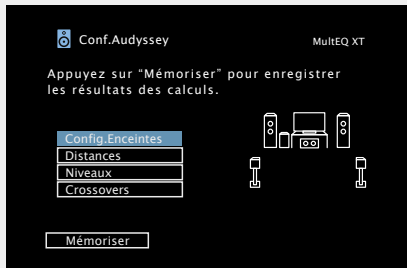 Conf.Audyssey
MultEQ XT
Appuyez sur “Mémoriser” pour enregistrer
les résultats des calculs.
Config.Enceintes
Distances
Niveaux
Crossovers
Mémoriser